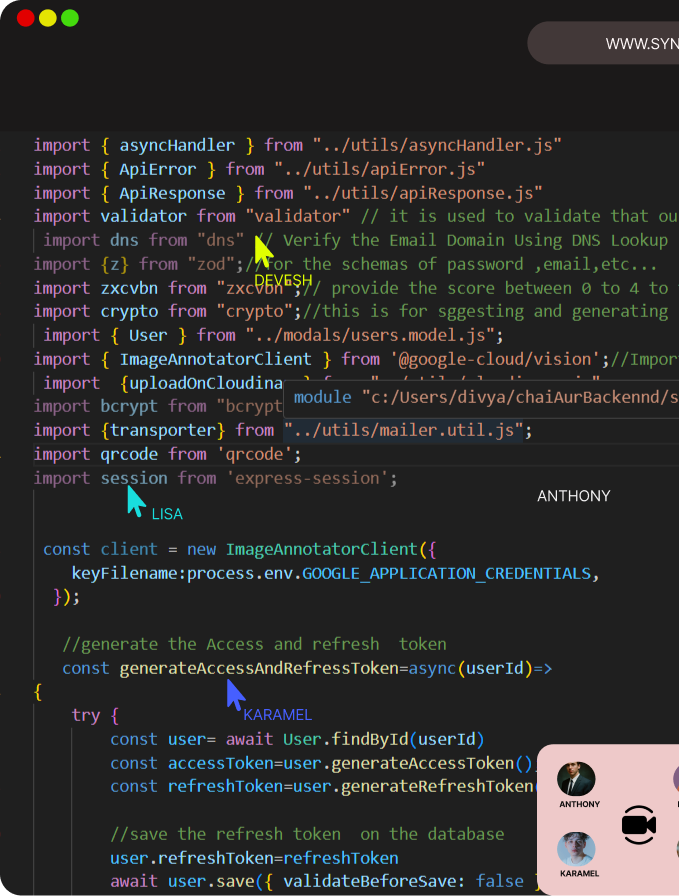 WWW.SYN
import { asyncHandler } from "../utils/asyncHandler.js"
import { ApiError } from "../utils/apiError.js"
import { ApiResponse } from "../utils/apiResponse.js"
import validator from "validator" // it is used to validate that ou
import dns from "dns" // Verify the Email Domain Using DNS Lookup
import {z} from "zod";//for the schemas of password ,email,etc...
DEVESH
import zxcvbn from "zxcvbn";// provide the score between 0 to 4 to
import crypto from "crypto";//this is for sggesting and generating
import { User } from "../modals/users.model.js";
import { ImageAnnotatorClient } from '@google-cloud/vision';//Impor
import {uploadOnCloudina
module "c:/Users/divya/chaiAurBackennd/s
import bcrypt from "bcrypt
import {transporter} from "../utils/mailer.util.js";
import qrcode from 'qrcode';
import session from 'express-session';
ANTHONY
LISA
const client = new ImageAnnotatorClient({
keyFilename:process.env.GOOGLE_APPLICATION_CREDENTIALS,
});
//generate the Access and refresh token
const generateAccessAndRefressToken=async(userId)=>
{
KARAMEL
try {
const user= await User.findById(userId)
const accessToken=user.generateAccessToken()
const refreshToken=user.generateRefreshToken(
ANTHONY
//save the refresh token on the database
user.refreshToken=refreshToken
KARAMEL
await user.save({ validateBeforeSave: false }